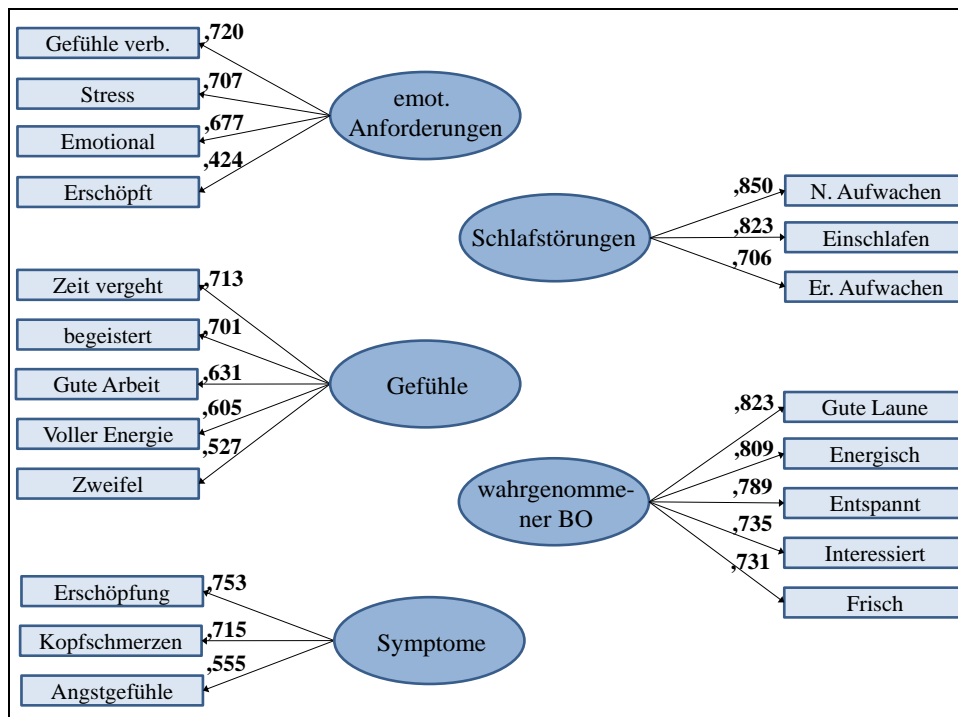 Gefühle verb.
,720
Stress
,707
Emotional
,677
Erschöpft
,424
emot.
Anforderungen
Schlafstörungen
,850
N. Aufwachen
,823
Einschlafen
,706
Er. Aufwachen
Zeit vergeht
,713
begeistert
,701
Gute Arbeit
,631
Voller Energie
,605
Zweifel
,527
Gefühle
wahrgenomme-
ner BO
,823
Gute Laune
,809
Energisch
,789
Entspannt
,735
Interessiert
,731
Frisch
Erschöpfung
,753
Kopfschmerzen
,715
Angstgefühle
,555
Symptome